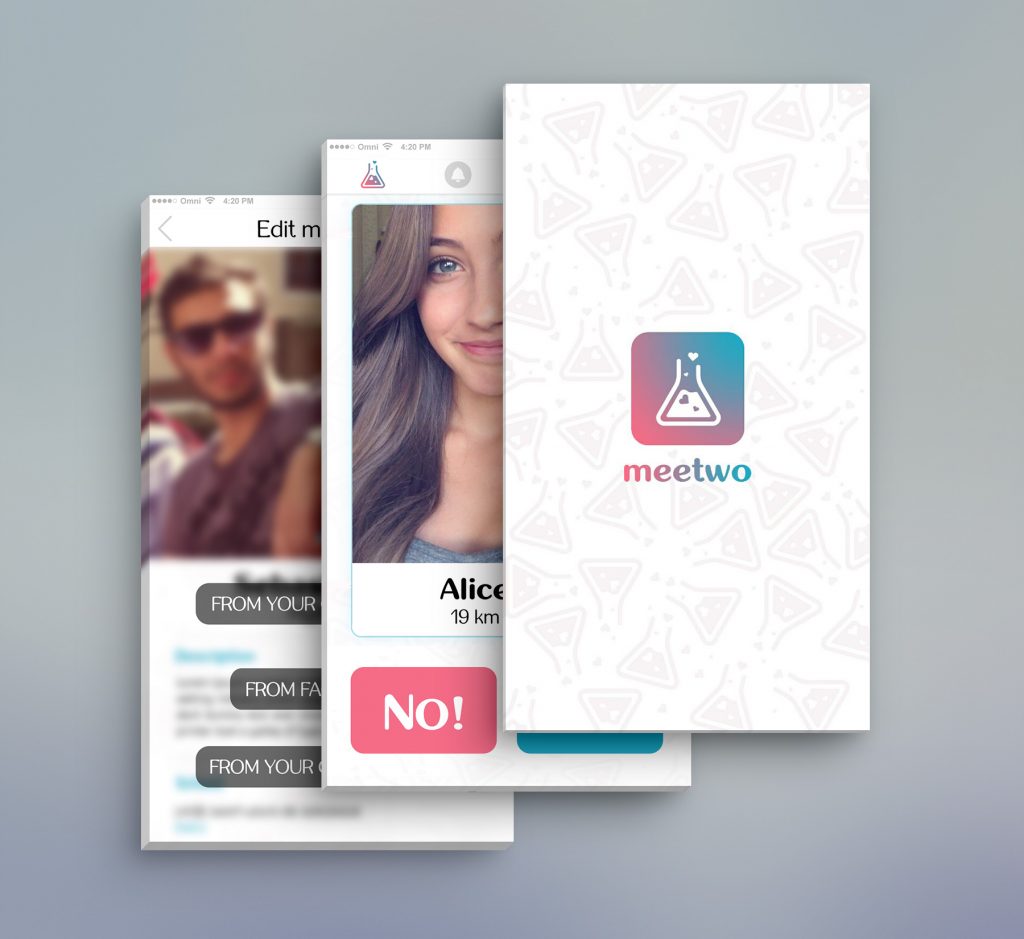 Omni 4:20 PM
Edit m
FROM YOUR
Description
FROM FA
FROM YOUR
Omni 4:20 PM
Alice
19 km
No!
meetwo